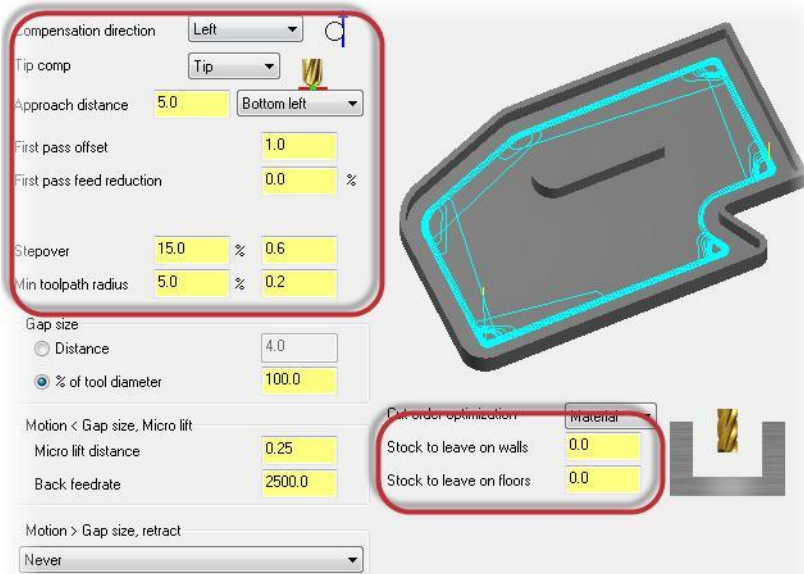 Compensation direction Left
Tip comp Tip
Approach distance 5.0 Bottom left
First pass offset 1.0
First pass feed reduction 0.0 %
Stepover 15.0 % 0.6
Min toolpath radius 5.0 % 0.2
Gap size
Distance 4.0
% of tool diameter 100.0
Motion < Gap size, Micro lift
Micro lift distance 0.25
Back feedrate 2500.0
Motion > Gap size, retract
Never
Cut order optimization Material
Stock to leave on walls 0.0
Stock to leave on floors 0.0